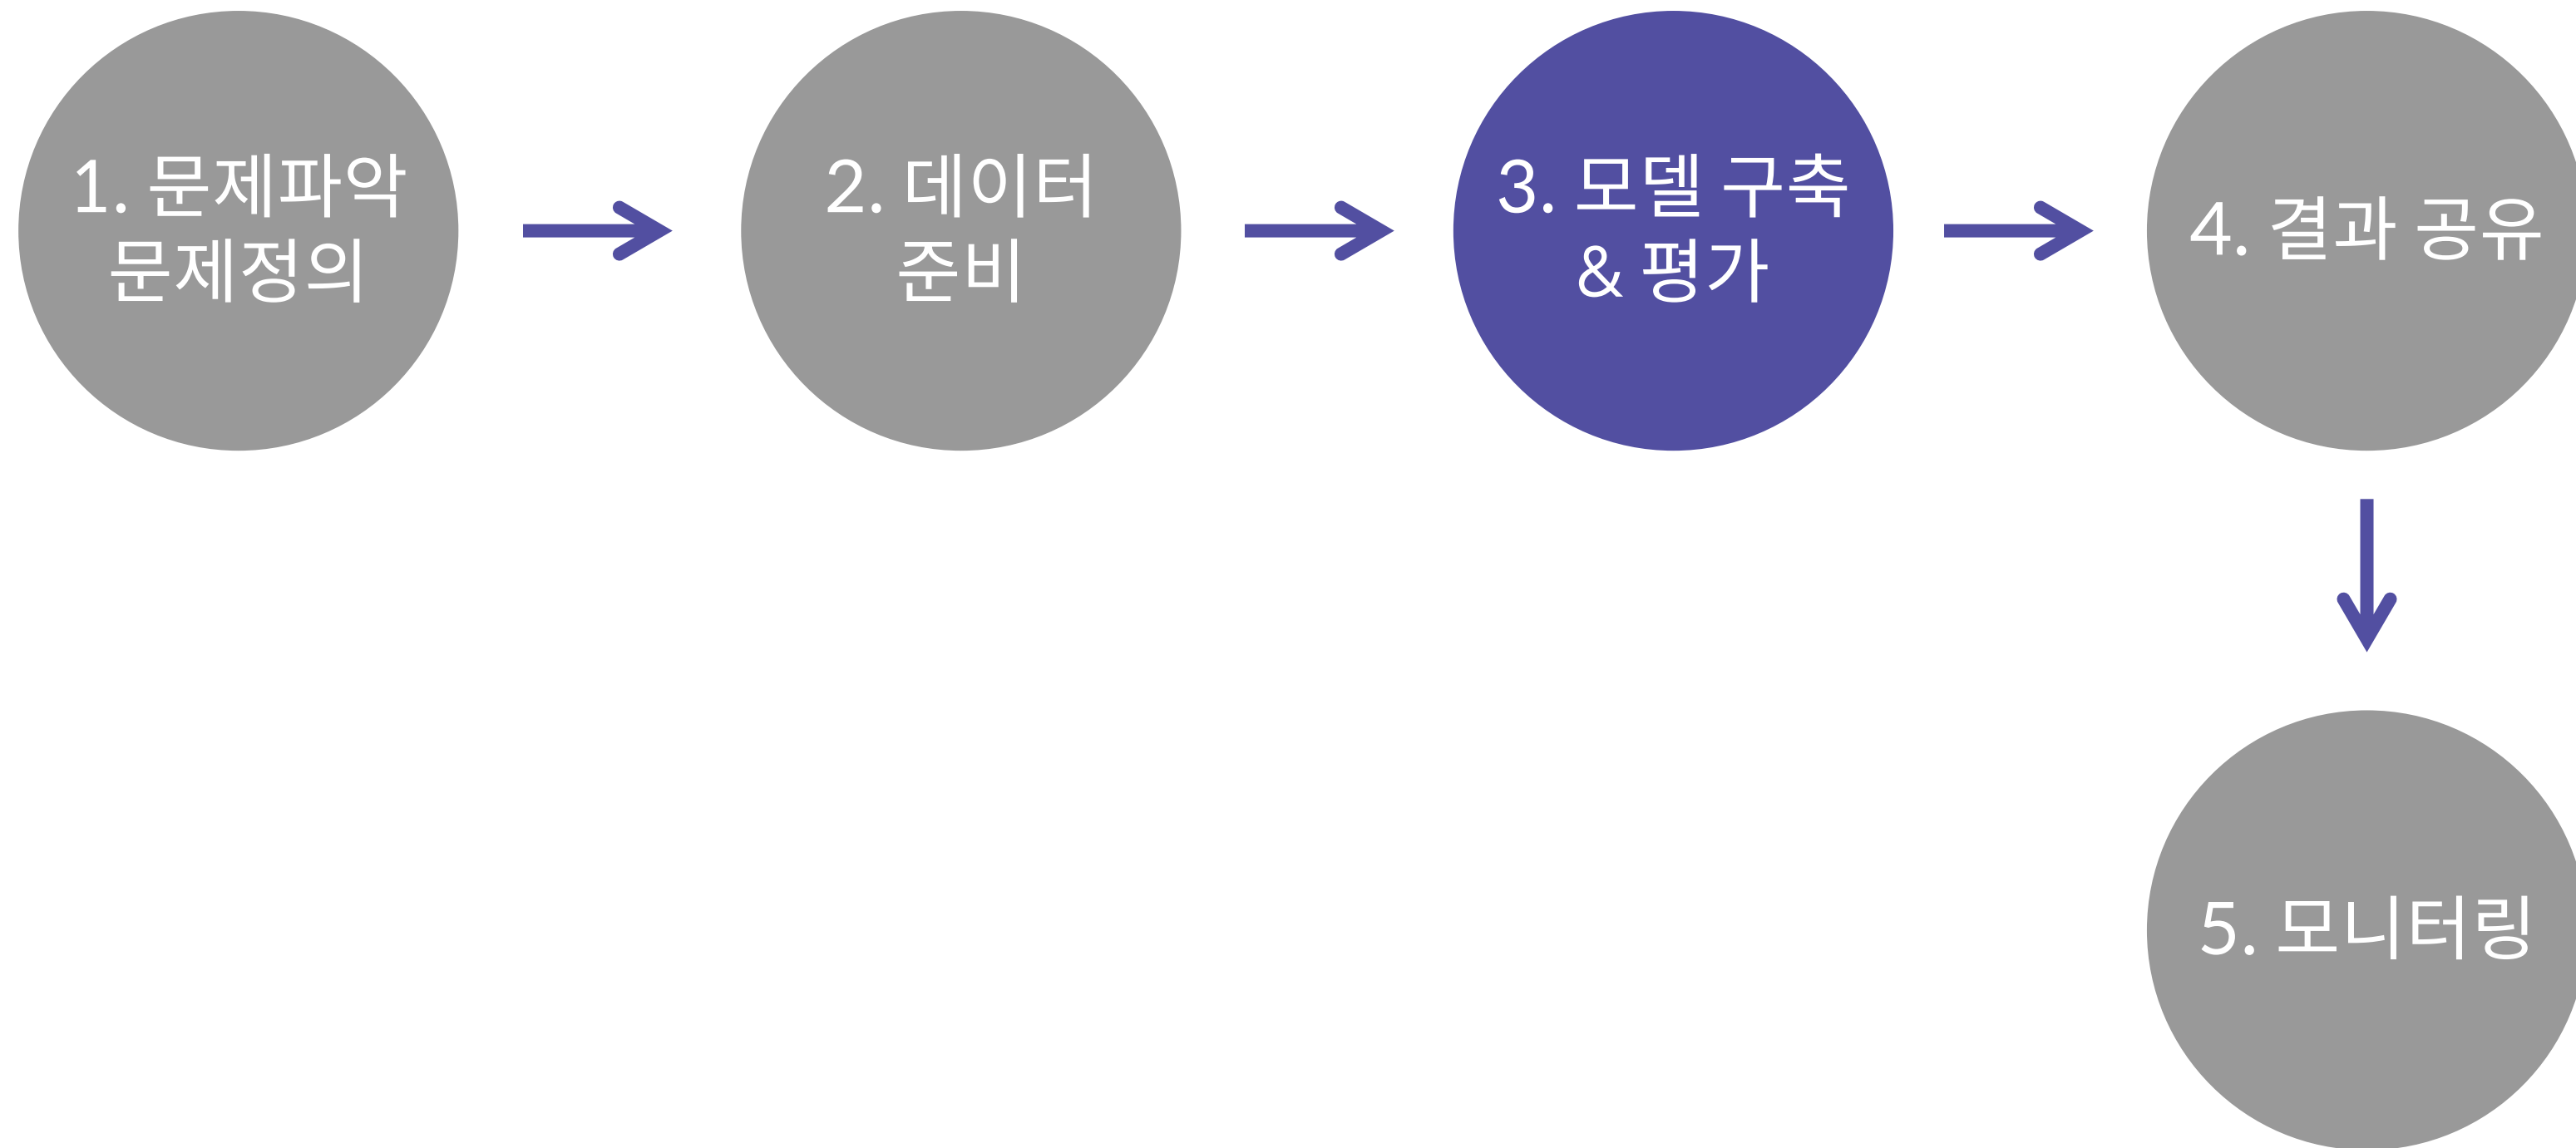 1. 문제파악
문제정의
2. 데이터
준비
3. 모델 구축
& 평가
4. 결과 공유
5. 모니터링